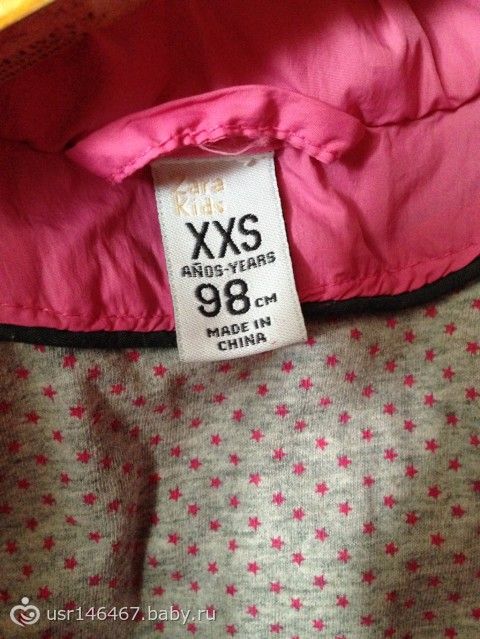 Zara
Kids
XXS
AÑOS-YEARS
98 CM
MADE IN
CHINA
usr146467.baby.ru